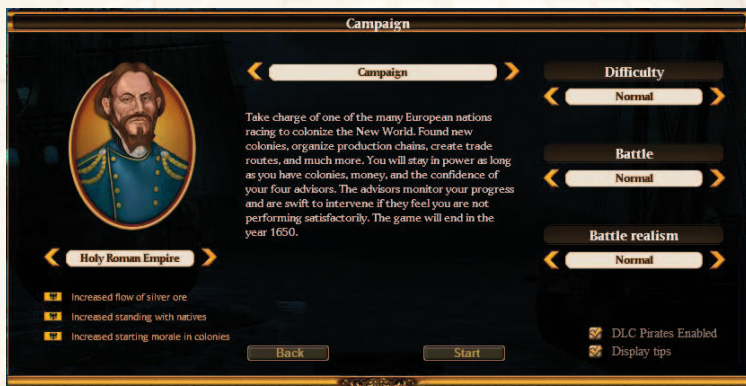 Campaign
Campaign
Take charge of one of the many European nations
racing to colonize the New World. Found new
colonies, organize production chains, create trade
routes, and much more. You will stay in power as long
as you have colonies, money, and the confidence of
your four advisors. The advisors monitor your progress
and are swift to intervene if they feel you are not
performing satisfactorily. The game will end in the
year 1650.
Holy Roman Empire
Increased flow of silver ore
Increased standing with natives
Increased starting morale in colonies
Difficulty
Normal
Battle
Normal
Battle realism
Normal
DLC Pirates Enabled
Display tips
Back
Start